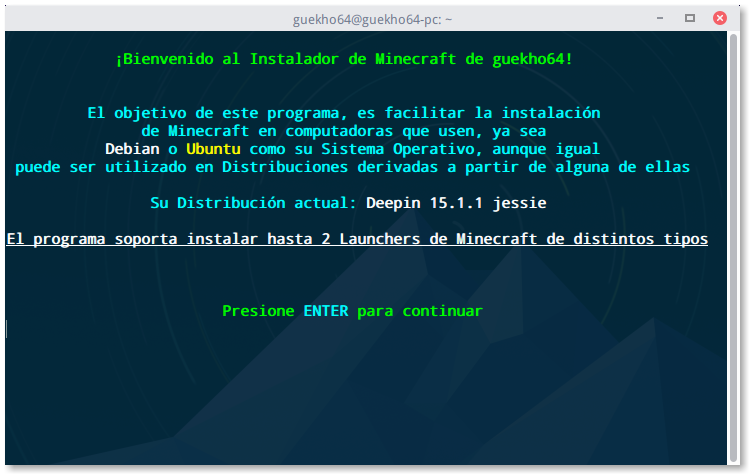 guekho64@guekho64-pc: ~
¡Bienvenido al Instalador de Minecraft de guekho64!
El objetivo de este programa, es facilitar la instalación
de Minecraft en computadoras que usen, ya sea
Debian o Ubuntu como su Sistema Operativo, aunque igual
puede ser utilizado en Distribuciones derivadas a partir de alguna de ellas
Su Distribución actual: Deepin 15.1.1 jessie
El programa soporta instalar hasta 2 Launchers de Minecraft de distintos tipos
Presione ENTER para continuar